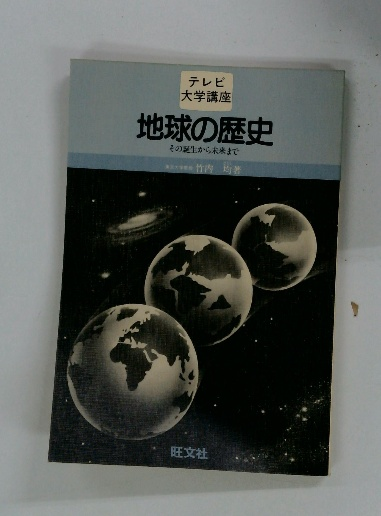 テレビ
大学講座
地球の歴史
その誕生から未来まで
竹内 均著
旺文社